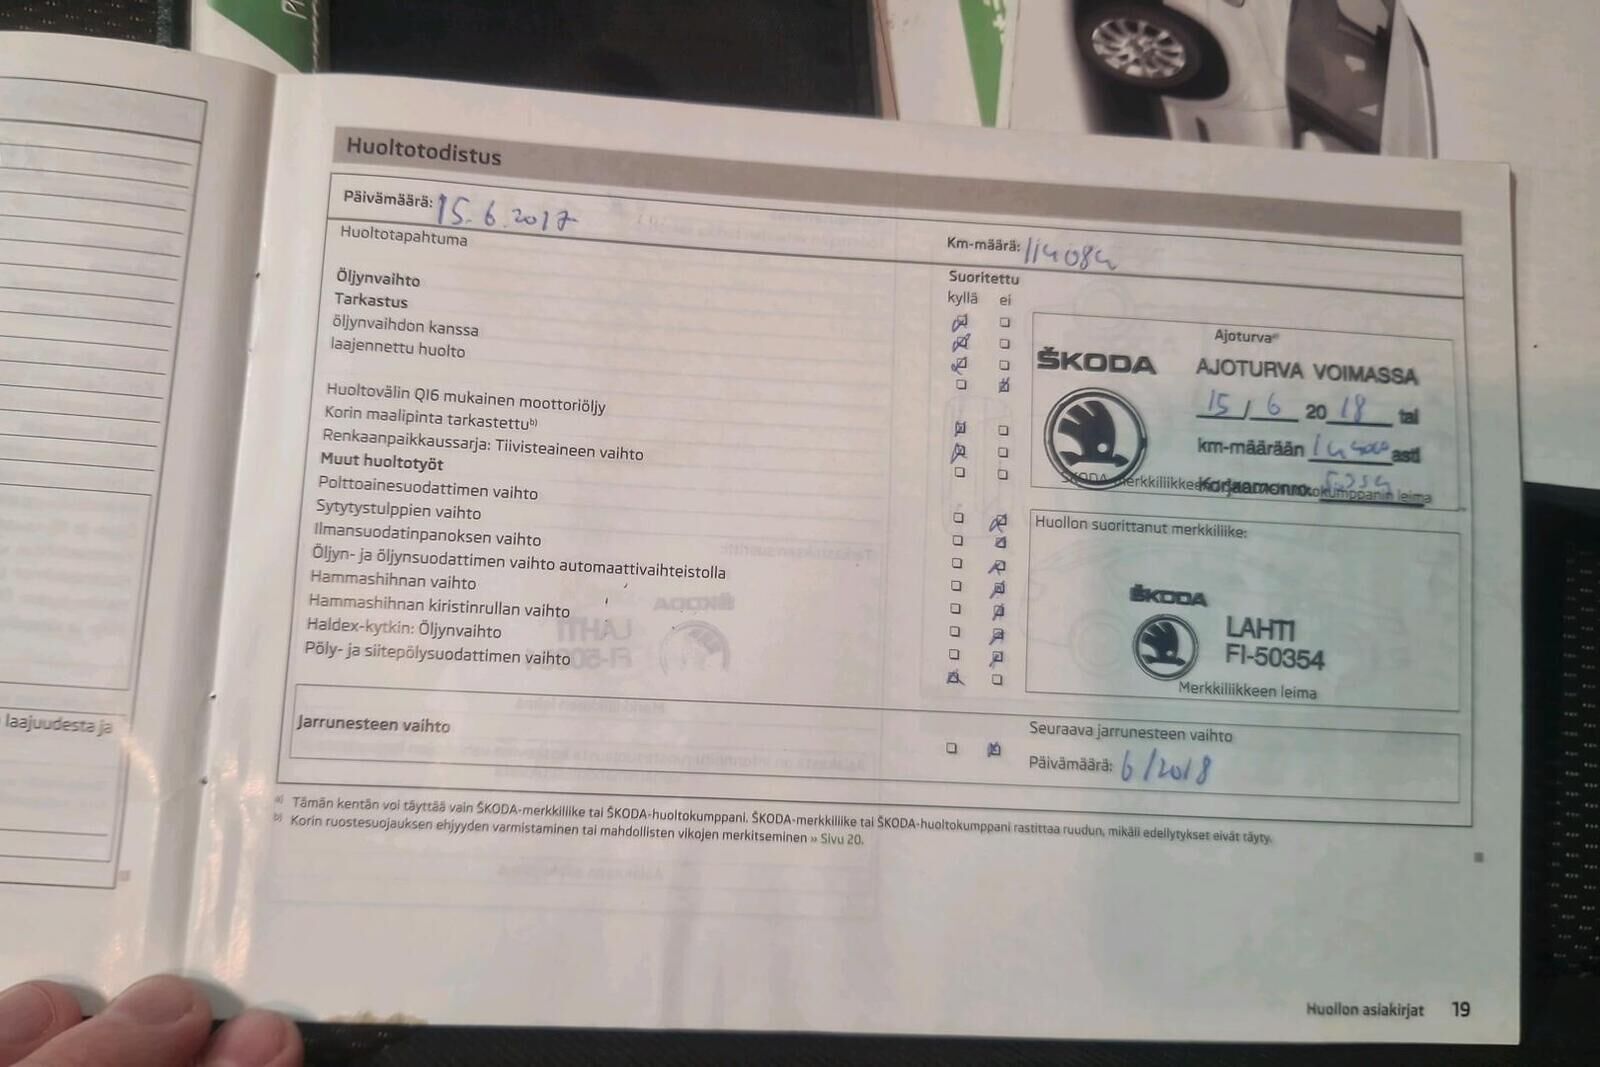 Huoltotodistus
Päivämäärä: 15.6.2017
Km-määrä: 114084
Huoltotapahtuma
Suoritettu
kyllä ei
Öljynvaihto
Tarkastus
öljynvaihdon kanssa
laajennettu huolto
Huoltovälin QI6 mukainen moottoriöljy
Korin maalipinta tarkastettu b)
Renkaanpaikkaussarja: Tiivisteaineen vaihto
Muut huoltotyöt
Polttoainesuodattimen vaihto
Sytytystulppien vaihto
Ilmansuodatinpanoksen vaihto
Öljyn- ja öljynsuodattimen vaihto automaattivaihteistolla
Hammashihnan vaihto
Hammashihnan kiristinrullan vaihto
Haldex-kytkin: Öljynvaihto
Pöly- ja siitepölysuodattimen vaihto
Ajoturva a)
ŠKODA
AJOTURVA VOIMASSA
15 / 6 2018 tai
km-määrään asti
Korjaamonro.
ŠKODA-merkkiliikkeen leima
Huollon suorittanut merkkiliike:
ŠKODA
LAHTI
FI-50354
Merkkiliikkeen leima
Jarrunesteen vaihto
Seuraava jarrunesteen vaihto
Päivämäärä: 6/2018
a) Tämän kentän voi täyttää vain ŠKODA-merkkiliike tai ŠKODA-huoltokumppani. ŠKODA-merkkiliike tai ŠKODA-huoltokumppani rastittaa ruudun, mikäli edellytykset eivät täyty.
b) Korin ruostesuojauksen ehjyyden varmistaminen tai mahdollisten vikojen merkitseminen » Sivu 20.
Huollon asiakirjat 19
laajuudesta ja